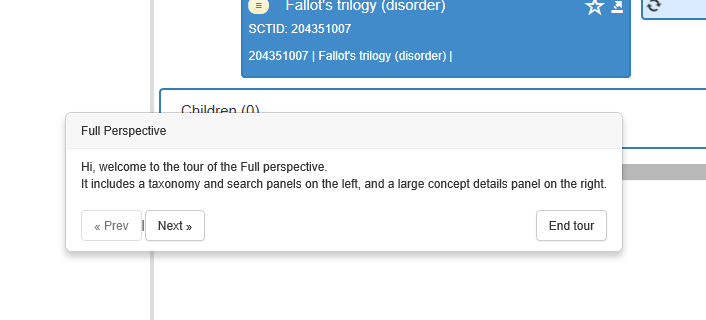 Fallot's trilogy (disorder)
SCTID: 204351007
204351007 | Fallot's trilogy (disorder) |
Children (0)
Full Perspective
Hi, welcome to the tour of the Full perspective.
It includes a taxonomy and search panels on the left, and a large concept details panel on the right.
« Prev | Next » End tour